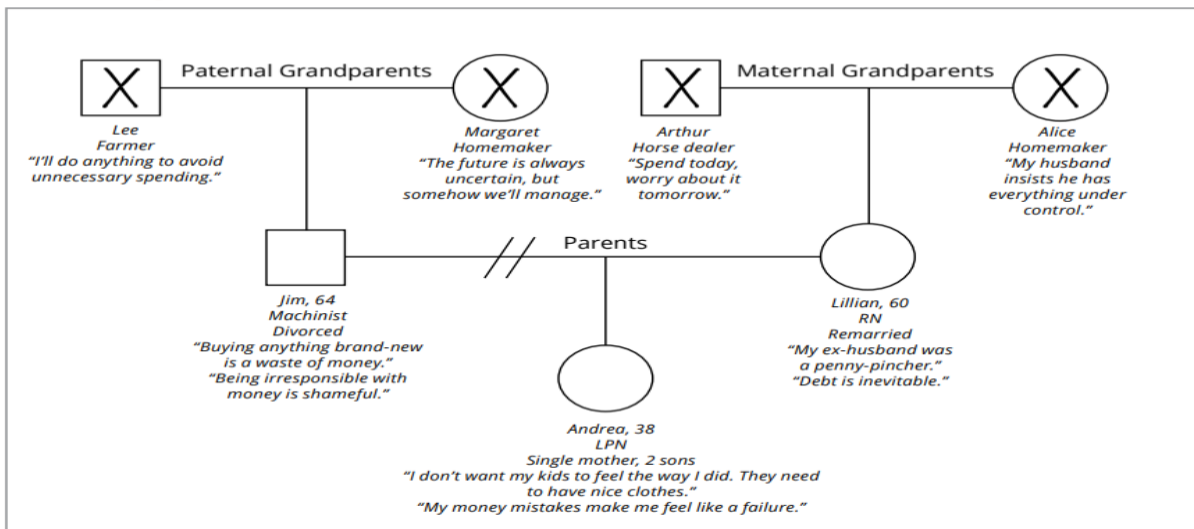 Paternal Grandparents
Maternal Grandparents
X
X
X
X
Lee
Farmer
“I’ll do anything to avoid
unnecessary spending.”
Margaret
Homemaker
“The future is always
uncertain, but
somehow we’ll manage.”
Arthur
Horse dealer
“Spend today,
worry about it
tomorrow.”
Alice
Homemaker
“My husband
insists he has
everything under
control.”
Parents
Jim, 64
Machinist
Divorced
“Buying anything brand-new
is a waste of money.”
“Being irresponsible with
money is shameful.”
Lillian, 60
RN
Remarried
“My ex-husband was
a penny-pincher.”
“Debt is inevitable.”
Andrea, 38
LPN
Single mother, 2 sons
“I don’t want my kids to feel the way I did. They need
to have nice clothes.”
“My money mistakes make me feel like a failure.”